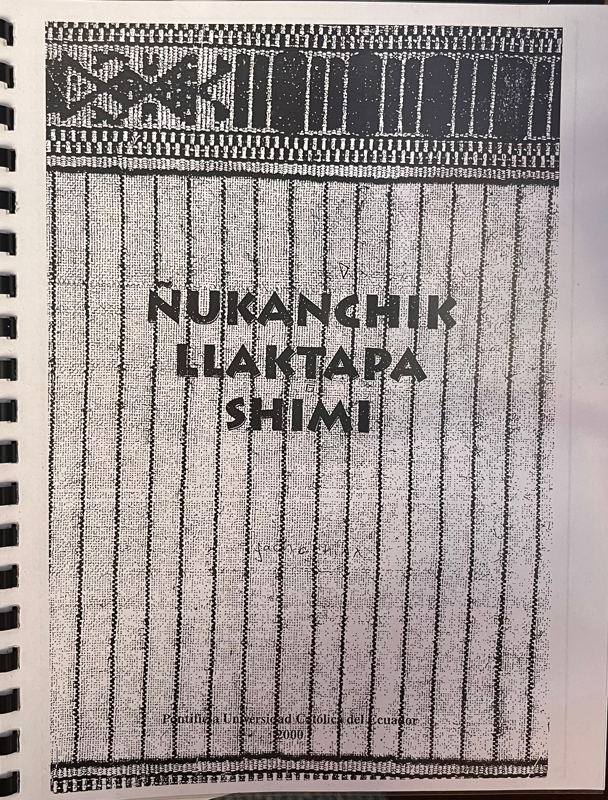 ÑUKANCHIK
LLAKTAPA
SHIMI
Pontificia Universidad Católica del Ecuador
2000